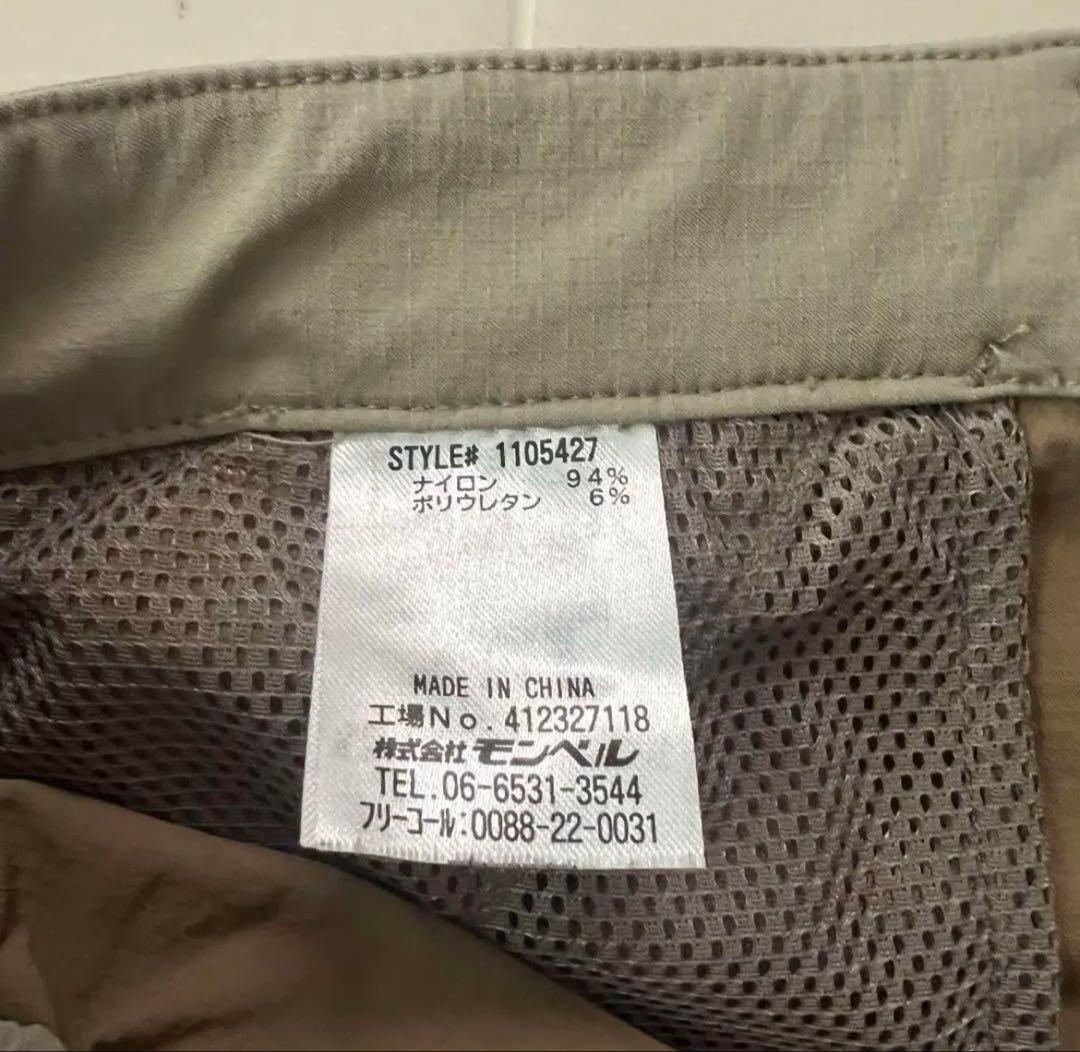 STYLE# 1105427
ナイロン 94%
ポリウレタン 6%
MADE IN CHINA
工場No.412327118
株式会社モンベル
TEL.06-6531-3544
フリーコール:0088-22-0031